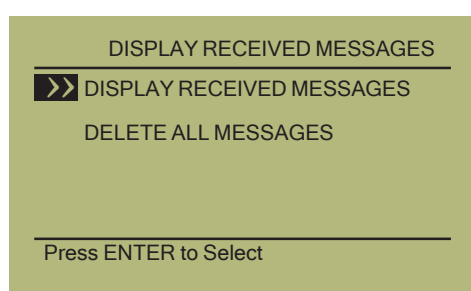 DISPLAY RECEIVED MESSAGES
>> DISPLAY RECEIVED MESSAGES
DELETE ALL MESSAGES
Press ENTER to Select